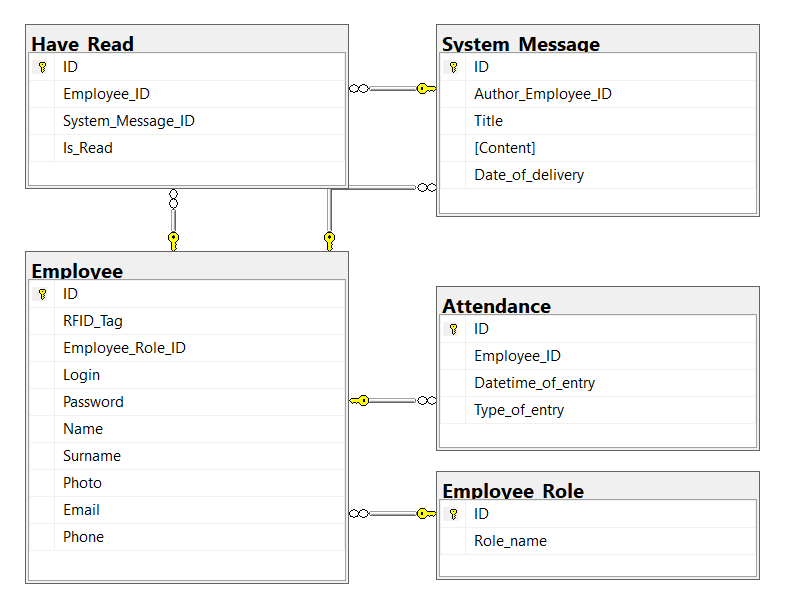 Have_Read
ID
Employee_ID
System_Message_ID
Is_Read
System_Message
ID
Author_Employee_ID
Title
[Content]
Date_of_delivery
Employee
ID
RFID_Tag
Employee_Role_ID
Login
Password
Name
Surname
Photo
Email
Phone
Attendance
ID
Employee_ID
Datetime_of_entry
Type_of_entry
Employee_Role
ID
Role_name